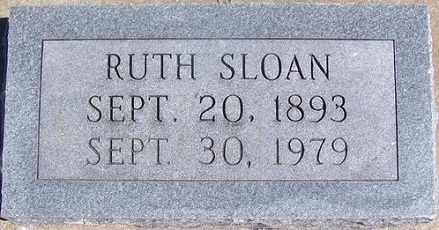 RUTH SLOAN
SEPT. 20, 1893
SEPT. 30, 1979